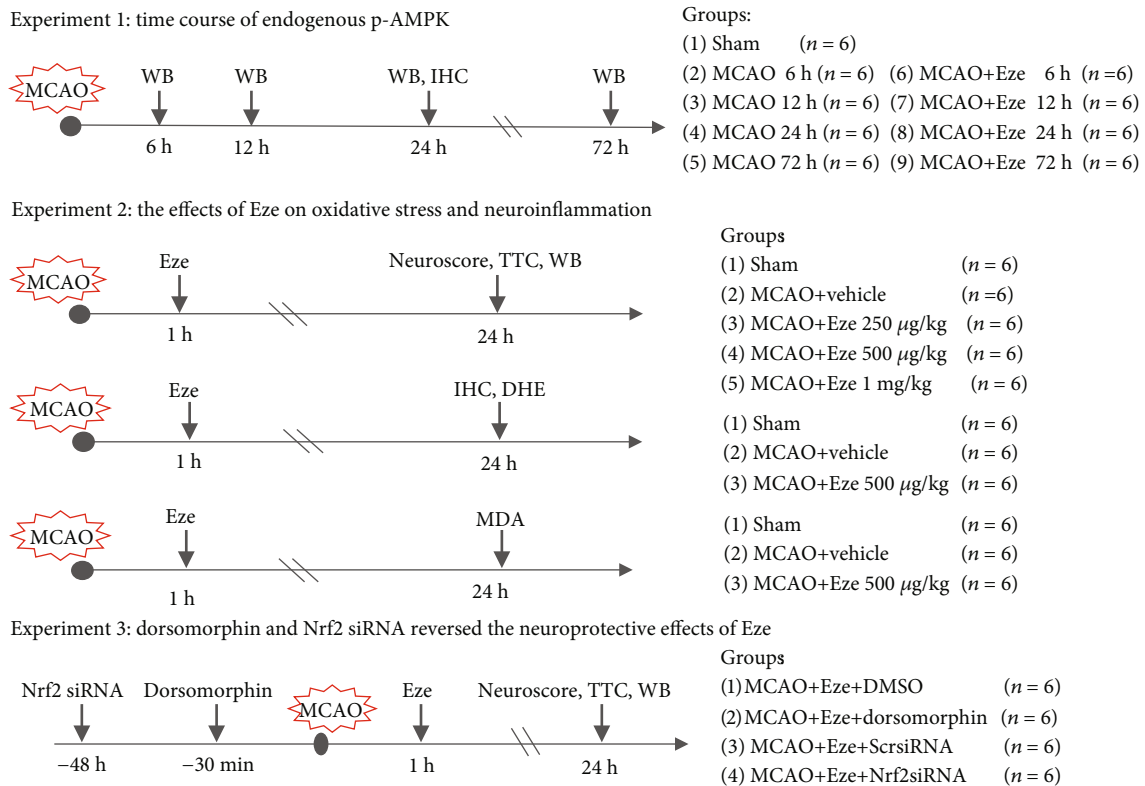 Experiment 1: time course of endogenous p-AMPK
MCAO
WB
WB
WB, IHC
WB
6 h
12 h
24 h
72 h
Groups:
(1) Sham (n = 6)
(2) MCAO 6 h (n = 6) (6) MCAO+Eze 6 h (n =6)
(3) MCAO 12 h (n = 6) (7) MCAO+Eze 12 h (n = 6)
(4) MCAO 24 h (n = 6) (8) MCAO+Eze 24 h (n = 6)
(5) MCAO 72 h (n = 6) (9) MCAO+Eze 72 h (n = 6)
Experiment 2: the effects of Eze on oxidative stress and neuroinflammation
MCAO
Eze
Neuroscore, TTC, WB
1 h
24 h
Groups
(1) Sham (n = 6)
(2) MCAO+vehicle (n =6)
(3) MCAO+Eze 250 μg/kg (n = 6)
(4) MCAO+Eze 500 μg/kg (n = 6)
(5) MCAO+Eze 1 mg/kg (n = 6)
MCAO
Eze
IHC, DHE
1 h
24 h
(1) Sham (n = 6)
(2) MCAO+vehicle (n = 6)
(3) MCAO+Eze 500 μg/kg (n = 6)
MCAO
Eze
MDA
1 h
24 h
(1) Sham (n = 6)
(2) MCAO+vehicle (n = 6)
(3) MCAO+Eze 500 μg/kg (n = 6)
Experiment 3: dorsomorphin and Nrf2 siRNA reversed the neuroprotective effects of Eze
Nrf2 siRNA
Dorsomorphin
MCAO
Eze
Neuroscore, TTC, WB
−48 h
−30 min
1 h
24 h
Groups
(1)MCAO+Eze+DMSO (n = 6)
(2)MCAO+Eze+dorsomorphin (n = 6)
(3) MCAO+Eze+ScrsiRNA (n = 6)
(4) MCAO+Eze+Nrf2siRNA (n = 6)